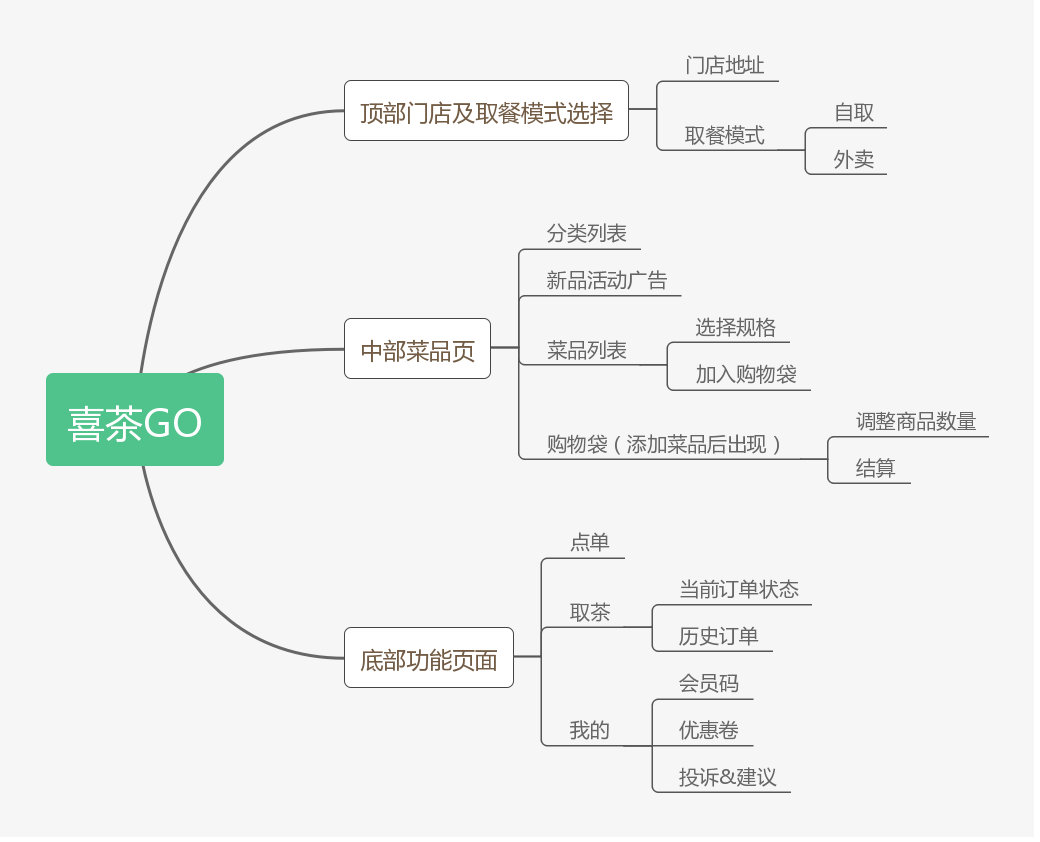 喜茶GO
顶部门店及取餐模式选择
门店地址
取餐模式
自取
外卖
中部菜品页
分类列表
新品活动广告
菜品列表
选择规格
加入购物袋
购物袋（添加菜品后出现）
调整商品数量
结算
底部功能页面
点单
取茶
当前订单状态
历史订单
我的
会员码
优惠卷
投诉&建议